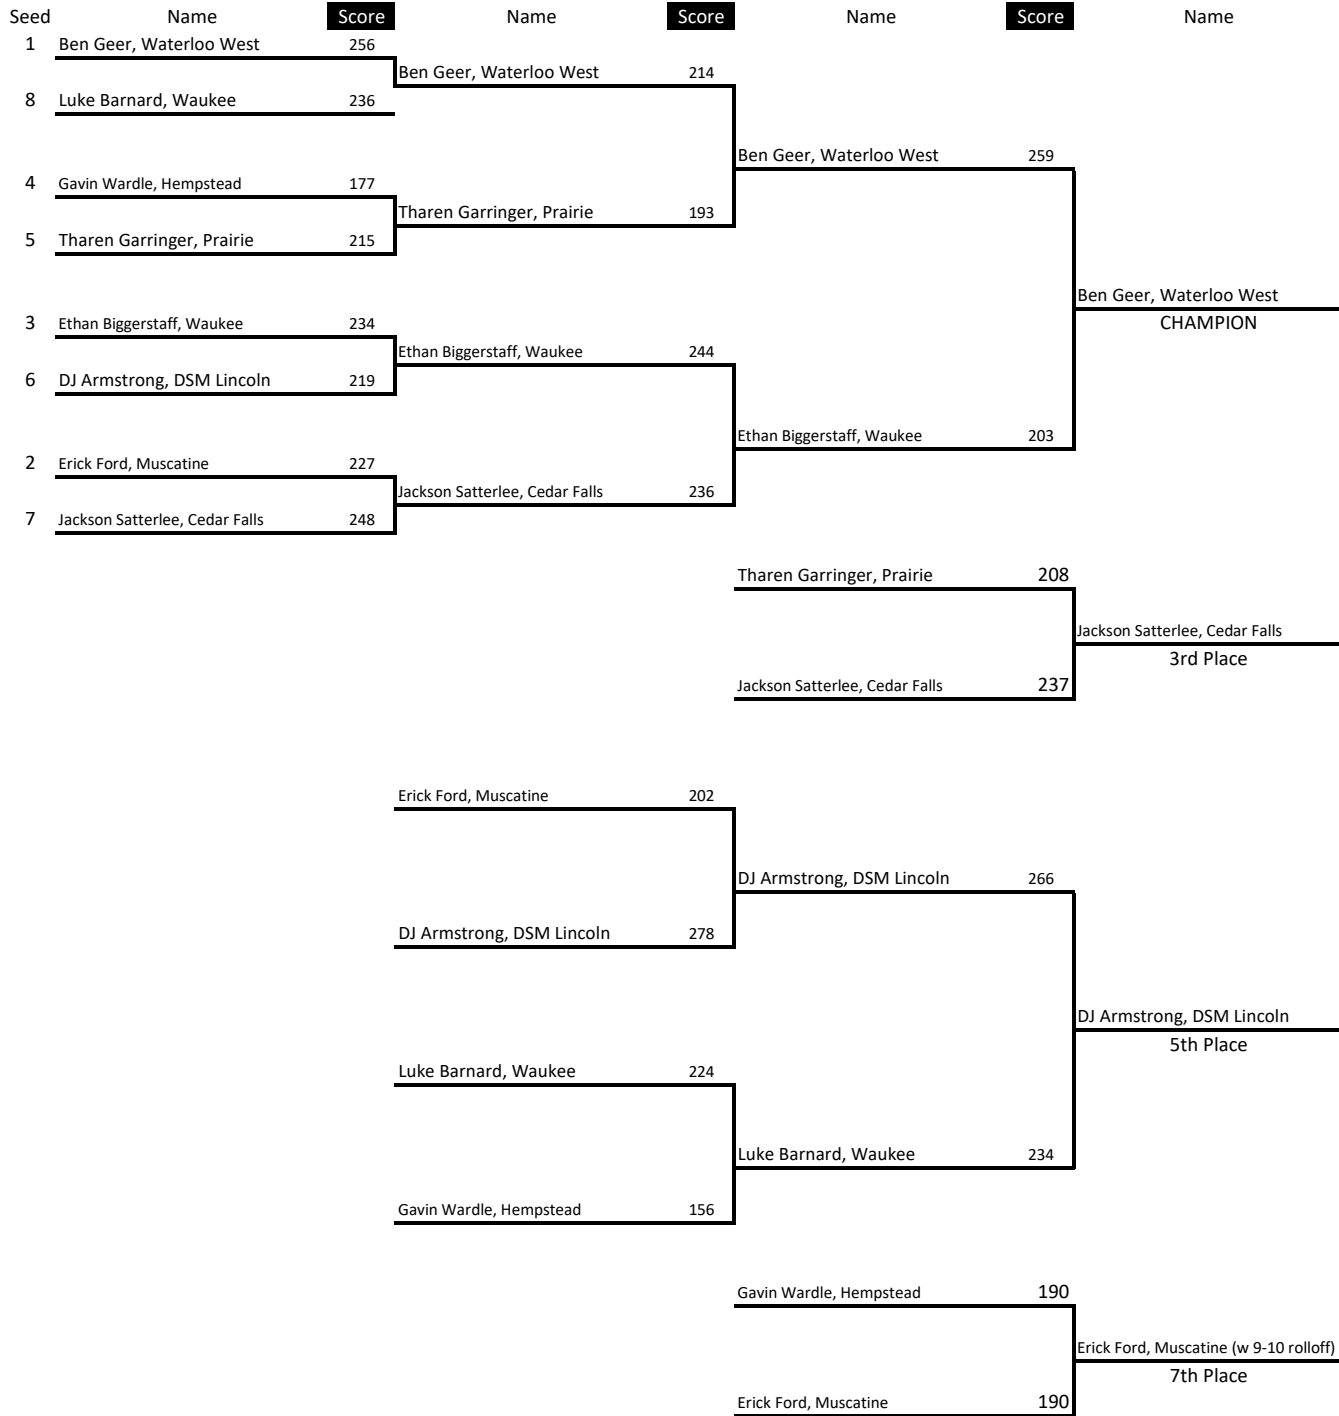 Seed Name Score Name Score Name Score Name
1 Ben Geer, Waterloo West 256
Ben Geer, Waterloo West 214
8 Luke Barnard, Waukee 236
Ben Geer, Waterloo West 259
4 Gavin Wardle, Hempstead 177
Tharen Garringer, Prairie 193
5 Tharen Garringer, Prairie 215
Ben Geer, Waterloo West
3 Ethan Biggerstaff, Waukee 234
CHAMPION
Ethan Biggerstaff, Waukee 244
6 DJ Armstrong, DSM Lincoln 219
Ethan Biggerstaff, Waukee 203
2 Erick Ford, Muscatine 227
Jackson Satterlee, Cedar Falls 236
7 Jackson Satterlee, Cedar Falls 248
Tharen Garringer, Prairie 208
Jackson Satterlee, Cedar Falls
3rd Place
Jackson Satterlee, Cedar Falls 237
Erick Ford, Muscatine 202
DJ Armstrong, DSM Lincoln 266
DJ Armstrong, DSM Lincoln 278
DJ Armstrong, DSM Lincoln
5th Place
Luke Barnard, Waukee 224
Luke Barnard, Waukee 234
Gavin Wardle, Hempstead 156
Gavin Wardle, Hempstead 190
Erick Ford, Muscatine (w 9-10 rolloff)
7th Place
Erick Ford, Muscatine 190